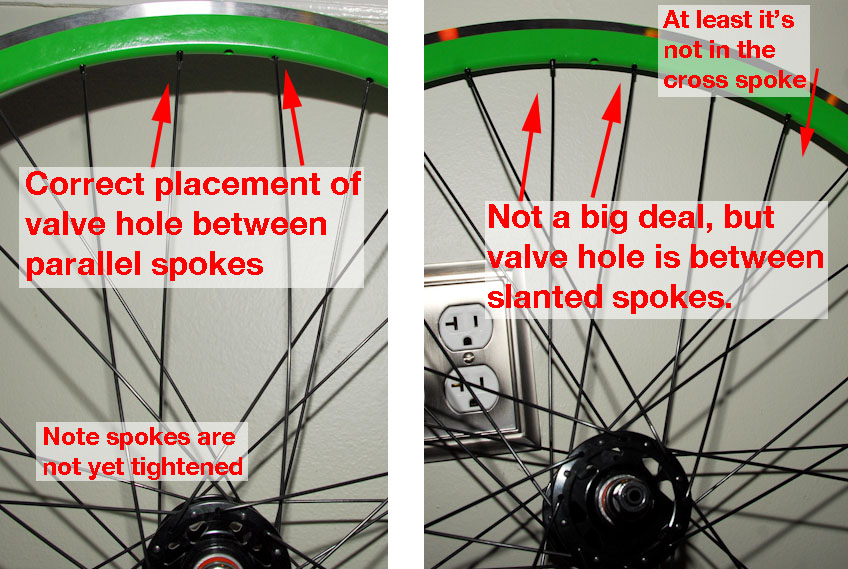 Correct placement of
valve hole between
parallel spokes
Note spokes are
not yet tightened
At least it's
not in the
cross spoke
Not a big deal, but
valve hole is between
slanted spokes.